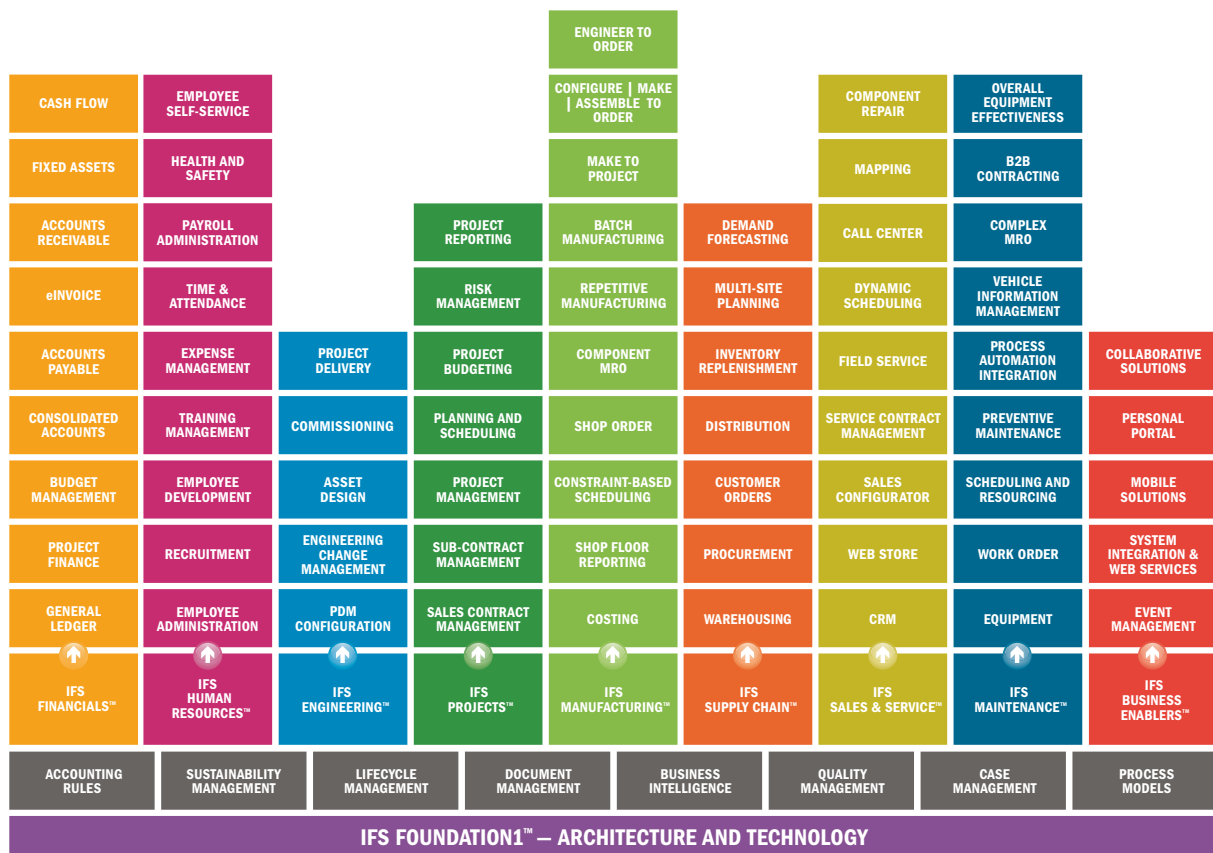 ENGINEER TO
ORDER
CASH FLOW
EMPLOYEE
SELF-SERVICE
CONFIGURE | MAKE
| ASSEMBLE TO
ORDER
COMPONENT
REPAIR
OVERALL
EQUIPMENT
EFFECTIVENESS
FIXED ASSETS
HEALTH AND
SAFETY
MAKE TO
PROJECT
MAPPING
B2B
CONTRACTING
ACCOUNTS
RECEIVABLE
PAYROLL
ADMINISTRATION
PROJECT
REPORTING
BATCH
MANUFACTURING
DEMAND
FORECASTING
CALL CENTER
COMPLEX
MRO
eINVOICE
TIME &
ATTENDANCE
RISK
MANAGEMENT
REPETITIVE
MANUFACTURING
MULTI-SITE
PLANNING
DYNAMIC
SCHEDULING
VEHICLE
INFORMATION
MANAGEMENT
ACCOUNTS
PAYABLE
EXPENSE
MANAGEMENT
PROJECT
DELIVERY
PROJECT
BUDGETING
COMPONENT
MRO
INVENTORY
REPLENISHMENT
FIELD SERVICE
PROCESS
AUTOMATION
INTEGRATION
COLLABORATIVE
SOLUTIONS
CONSOLIDATED
ACCOUNTS
TRAINING
MANAGEMENT
COMMISSIONING
PLANNING AND
SCHEDULING
SHOP ORDER
DISTRIBUTION
SERVICE CONTRACT
MANAGEMENT
PREVENTIVE
MAINTENANCE
PERSONAL
PORTAL
BUDGET
MANAGEMENT
EMPLOYEE
DEVELOPMENT
ASSET
DESIGN
PROJECT
MANAGEMENT
CONSTRAINT-BASED
SCHEDULING
CUSTOMER
ORDERS
SALES
CONFIGURATOR
SCHEDULING AND
RESOURCING
MOBILE
SOLUTIONS
PROJECT
FINANCE
RECRUITMENT
ENGINEERING
CHANGE
MANAGEMENT
SUB-CONTRACT
MANAGEMENT
SHOP FLOOR
REPORTING
PROCUREMENT
WEB STORE
WORK ORDER
SYSTEM
INTEGRATION &
WEB SERVICES
GENERAL
LEDGER
EMPLOYEE
ADMINISTRATION
PDM
CONFIGURATION
SALES CONTRACT
MANAGEMENT
COSTING
WAREHOUSING
CRM
EQUIPMENT
EVENT
MANAGEMENT
IFS
FINANCIALS™
IFS
HUMAN
RESOURCES™
IFS
ENGINEERING™
IFS
PROJECTS™
IFS
MANUFACTURING™
IFS
SUPPLY CHAIN™
IFS
SALES & SERVICE™
IFS
MAINTENANCE™
IFS
BUSINESS
ENABLERS™
ACCOUNTING
RULES
SUSTAINABILITY
MANAGEMENT
LIFECYCLE
MANAGEMENT
DOCUMENT
MANAGEMENT
BUSINESS
INTELLIGENCE
QUALITY
MANAGEMENT
CASE
MANAGEMENT
PROCESS
MODELS
IFS FOUNDATION1™ — ARCHITECTURE AND TECHNOLOGY